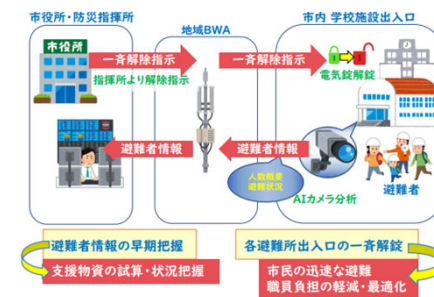 市役所・防災指揮所
地域BWA
市内 学校施設出入口
市役所
一斉解除指示
一斉解除指示
指揮所より解除指示
電気錠解錠
避難者情報
避難者情報
人数概要
避難状況
AIカメラ分析
避難者
避難者情報の早期把握
各避難所出入口の一斉解錠
支援物資の試算・状況把握
市民の迅速な避難
職員負担の軽減・最適化